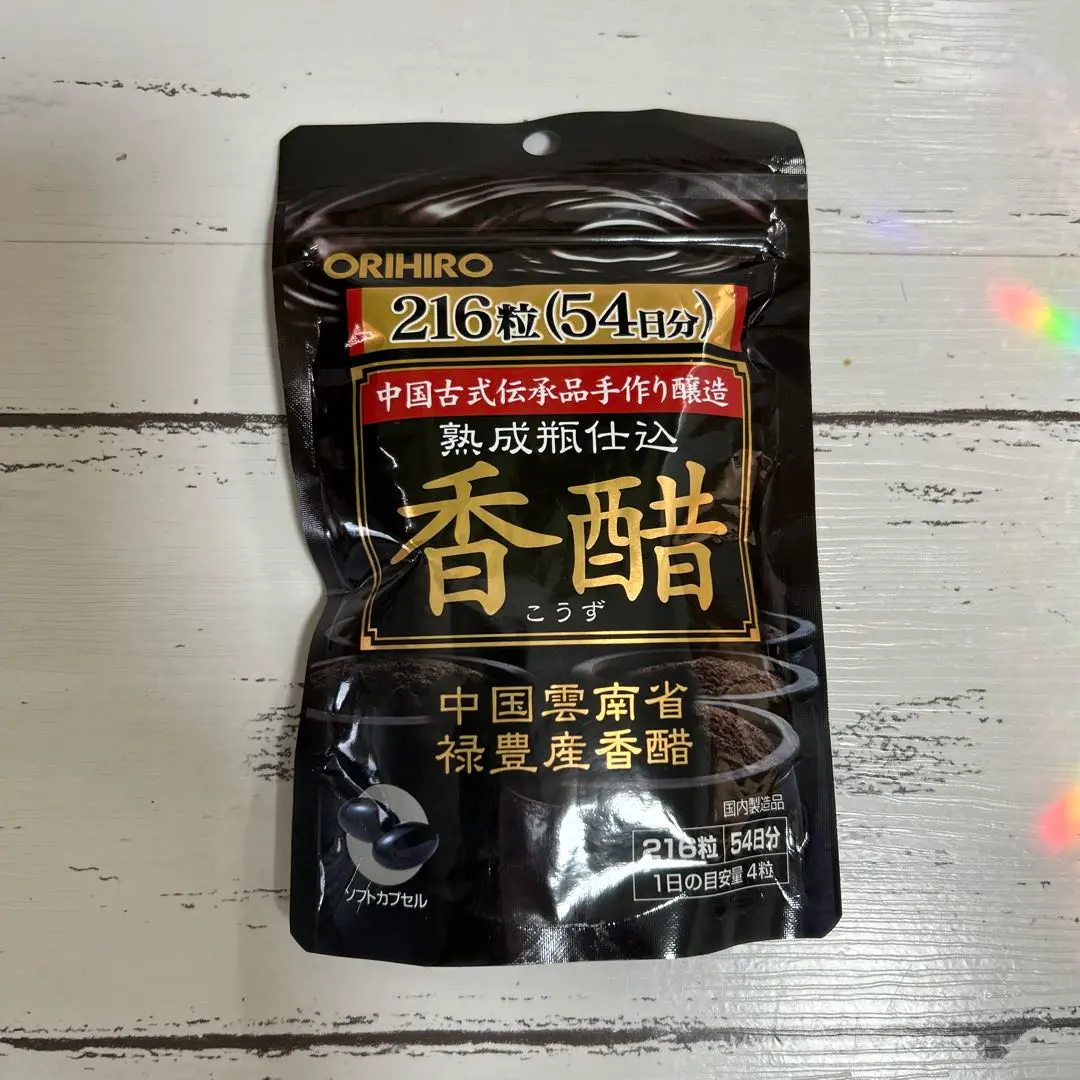 ORIHIRO
216粒(54日分)
中国古式伝承品手作り醸造
熟成瓶仕込
香醋
こうず
中国雲南省
禄豊産香醋
国内製造品
216粒 54日分
1日の目安量 4粒
ソフトカプセル